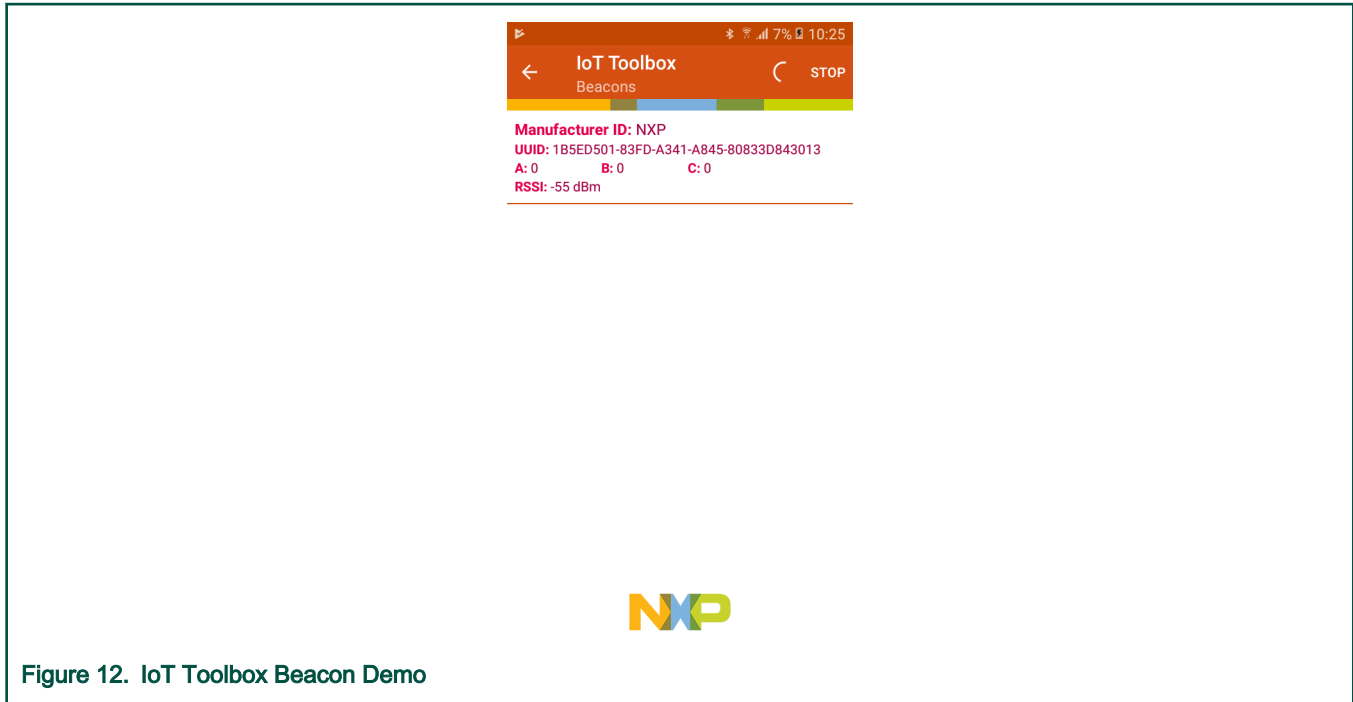 7% 10:25
IoT Toolbox
STOP
Beacons
Manufacturer ID: NXP
UUID: 1B5ED501-83FD-A341-A845-80833D843013
A: 0 B: 0 C: 0
RSSI: -55 dBm
NXP
Figure 12. IoT Toolbox Beacon Demo